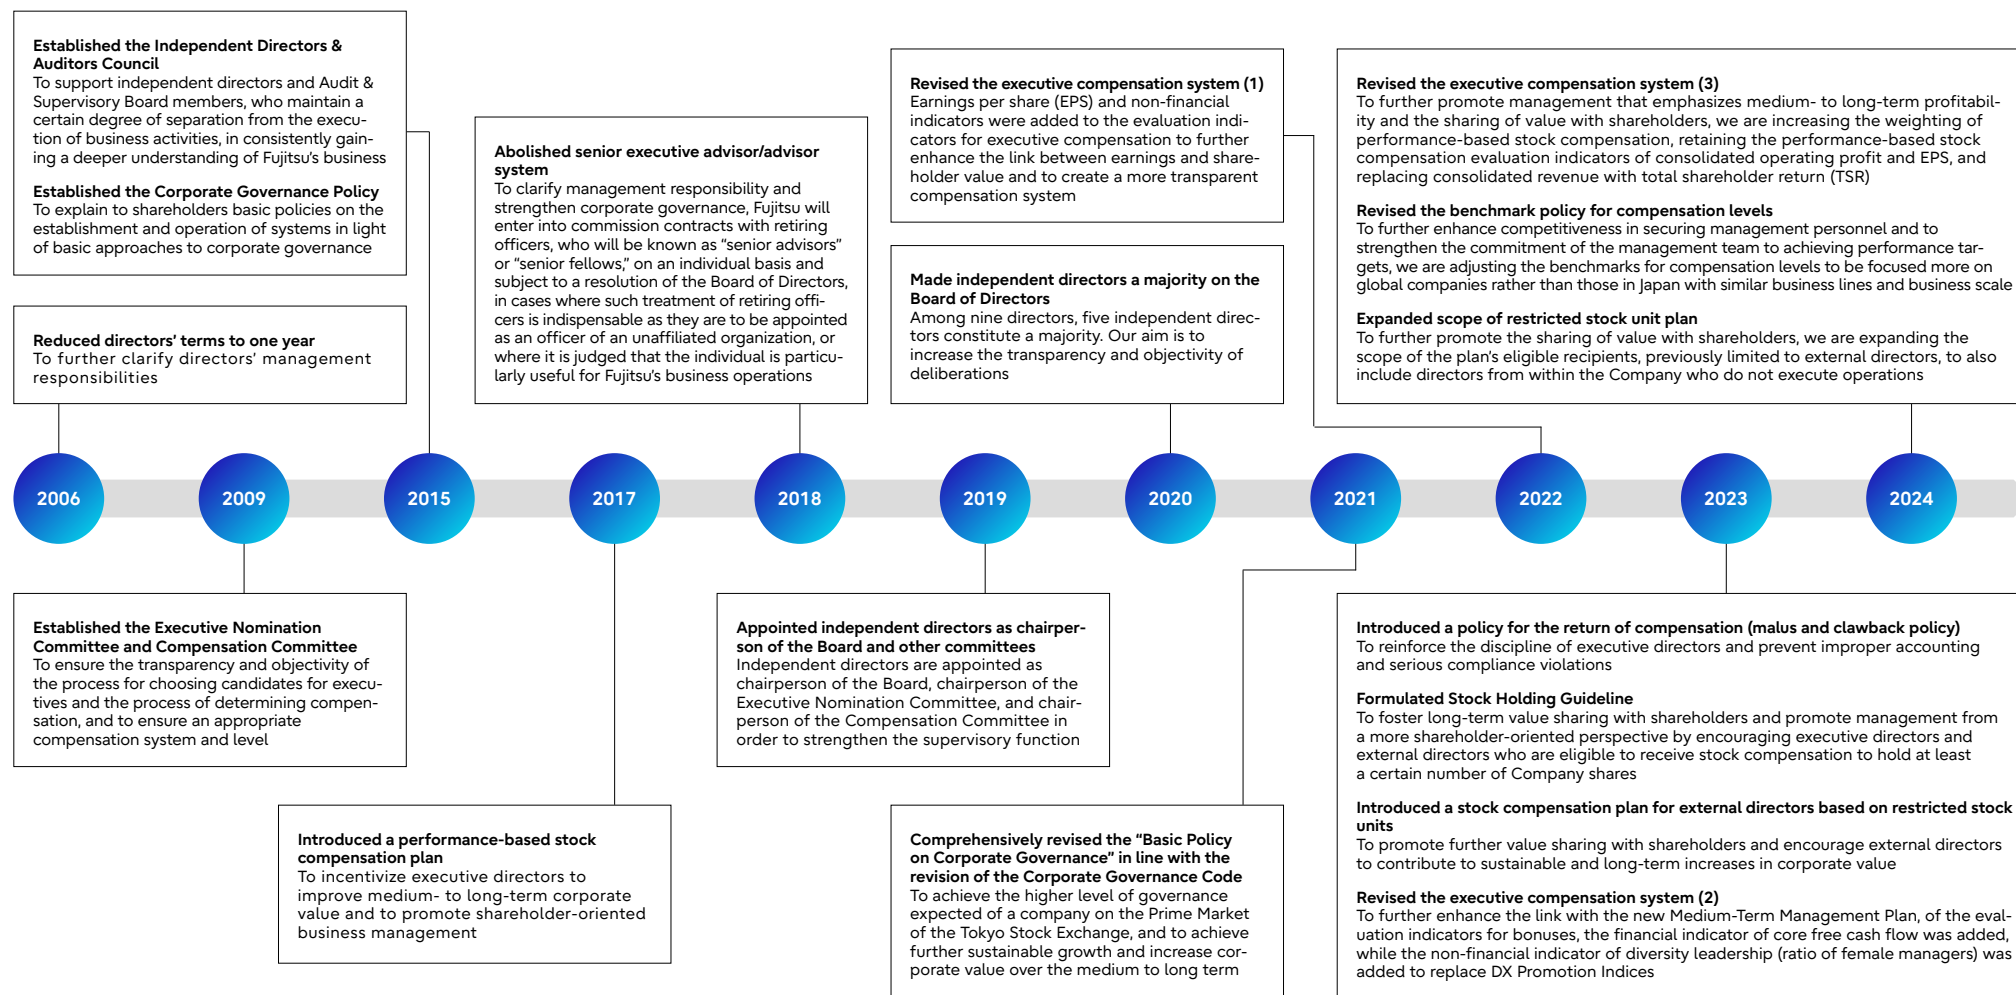 Established the Independent Directors &
Auditors Council
To support independent directors and Audit &
Supervisory Board members, who maintain a
certain degree of separation from the execu-
tion of business activities, in consistently gain-
ing a deeper understanding of Fujitsu's business
Established the Corporate Governance Policy
To explain to shareholders basic policies on the
establishment and operation of systems in light
of basic approaches to corporate governance
Reduced directors' terms to one year
To further clarify directors' management
responsibilities
Abolished senior executive advisor/advisor
system
To clarify management responsibility and
strengthen corporate governance, Fujitsu will
enter into commission contracts with retiring
officers, who will be known as "senior advisors"
or "senior fellows," on an individual basis and
subject to a resolution of the Board of Directors,
in cases where such treatment of retiring offi-
cers is indispensable as they are to be appointed
as an officer of an unaffiliated organization, or
where it is judged that the individual is particu-
larly useful for Fujitsu's business operations
Revised the executive compensation system (1)
Earnings per share (EPS) and non-financial
indicators were added to the evaluation indi-
cators for executive compensation to further
enhance the link between earnings and share-
holder value and to create a more transparent
compensation system
Made independent directors a majority on the
Board of Directors
Among nine directors, five independent direc-
tors constitute a majority. Our aim is to
increase the transparency and objectivity of
deliberations
Revised the executive compensation system (3)
To further promote management that emphasizes medium- to long-term profitabil-
ity and the sharing of value with shareholders, we are increasing the weighting of
performance-based stock compensation, retaining the performance-based stock
compensation evaluation indicators of consolidated operating profit and EPS, and
replacing consolidated revenue with total shareholder return (TSR)
Revised the benchmark policy for compensation levels
To further enhance competitiveness in securing management personnel and to
strengthen the commitment of the management team to achieving performance tar-
gets, we are adjusting the benchmarks for compensation levels to be focused more on
global companies rather than those in Japan with similar business lines and business scale
Expanded scope of restricted stock unit plan
To further promote the sharing of value with shareholders, we are expanding the
scope of the plan's eligible recipients, previously limited to external directors, to also
include directors from within the Company who do not execute operations
2006
2009
2015
2017
2018
2019
2020
2021
2022
2023
2024
Established the Executive Nomination
Committee and Compensation Committee
To ensure the transparency and objectivity of
the process for choosing candidates for execu-
tives and the process of determining compen-
sation, and to ensure an appropriate
compensation system and level
Introduced a performance-based stock
compensation plan
To incentivize executive directors to
improve medium- to long-term corporate
value and to promote shareholder-oriented
business management
Appointed independent directors as chairper-
son of the Board and other committees
Independent directors are appointed as
chairperson of the Board, chairperson of the
Executive Nomination Committee, and chair-
person of the Compensation Committee in
order to strengthen the supervisory function
Comprehensively revised the "Basic Policy
on Corporate Governance" in line with the
revision of the Corporate Governance Code
To achieve the higher level of governance
expected of a company on the Prime Market
of the Tokyo Stock Exchange, and to achieve
further sustainable growth and increase cor-
porate value over the medium to long term
Introduced a policy for the return of compensation (malus and clawback policy)
To reinforce the discipline of executive directors and prevent improper accounting
and serious compliance violations
Formulated Stock Holding Guideline
To foster long-term value sharing with shareholders and promote management from
a more shareholder-oriented perspective by encouraging executive directors and
external directors who are eligible to receive stock compensation to hold at least
a certain number of Company shares
Introduced a stock compensation plan for external directors based on restricted stock
units
To promote further value sharing with shareholders and encourage external directors
to contribute to sustainable and long-term increases in corporate value
Revised the executive compensation system (2)
To further enhance the link with the new Medium-Term Management Plan, of the eval-
uation indicators for bonuses, the financial indicator of core free cash flow was added,
while the non-financial indicator of diversity leadership (ratio of female managers) was
added to replace DX Promotion Indices